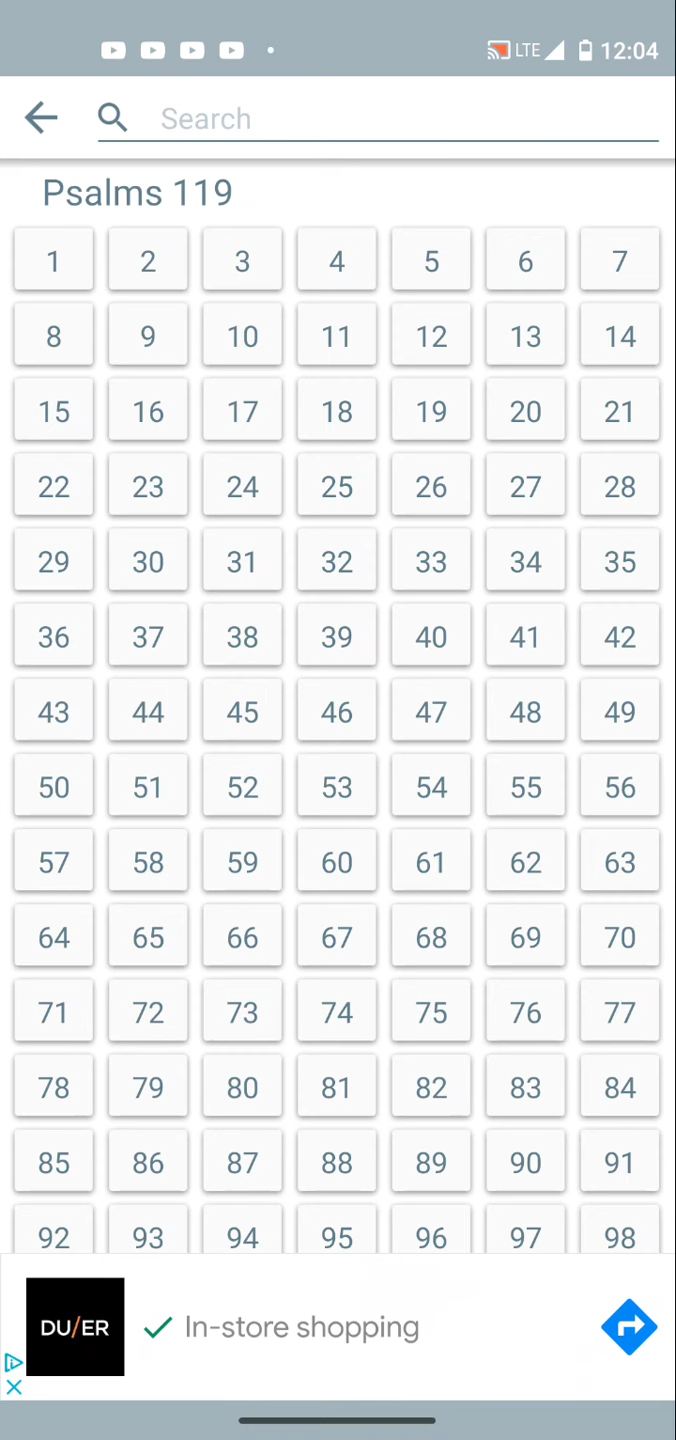 LTE 12:04
Search
Psalms 119
1 2 3 4 5 6 7
8 9 10 11 12 13 14
15 16 17 18 19 20 21
22 23 24 25 26 27 28
29 30 31 32 33 34 35
36 37 38 39 40 41 42
43 44 45 46 47 48 49
50 51 52 53 54 55 56
57 58 59 60 61 62 63
64 65 66 67 68 69 70
71 72 73 74 75 76 77
78 79 80 81 82 83 84
85 86 87 88 89 90 91
92 93 94 95 96 97 98
DU/ER In-store shopping